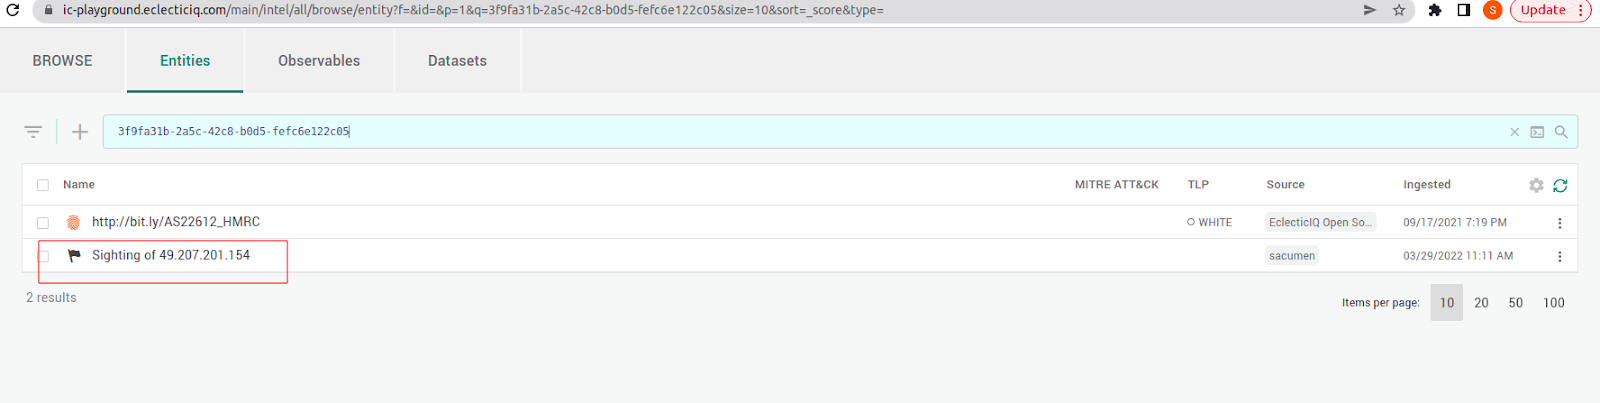 ic-playground.eclecticiq.com/main/intel/all/browse/entity?f=&id=&p=1&q=3f9fa31b-2a5c-42c8-b0d5-fefc6e122c05&size=10&sort=_score&type=
S
Update
BROWSE Entities Observables Datasets
3f9fa31b-2a5c-42c8-b0d5-fefc6e122c05
Name MITRE ATT&CK TLP Source Ingested
http://bit.ly/AS22612_HMRC WHITE EclecticIQ Open So... 09/17/2021 7:19 PM
Sighting of 49.207.201.154 sacumen 03/29/2022 11:11 AM
2 results
Items per page: 10 20 50 100